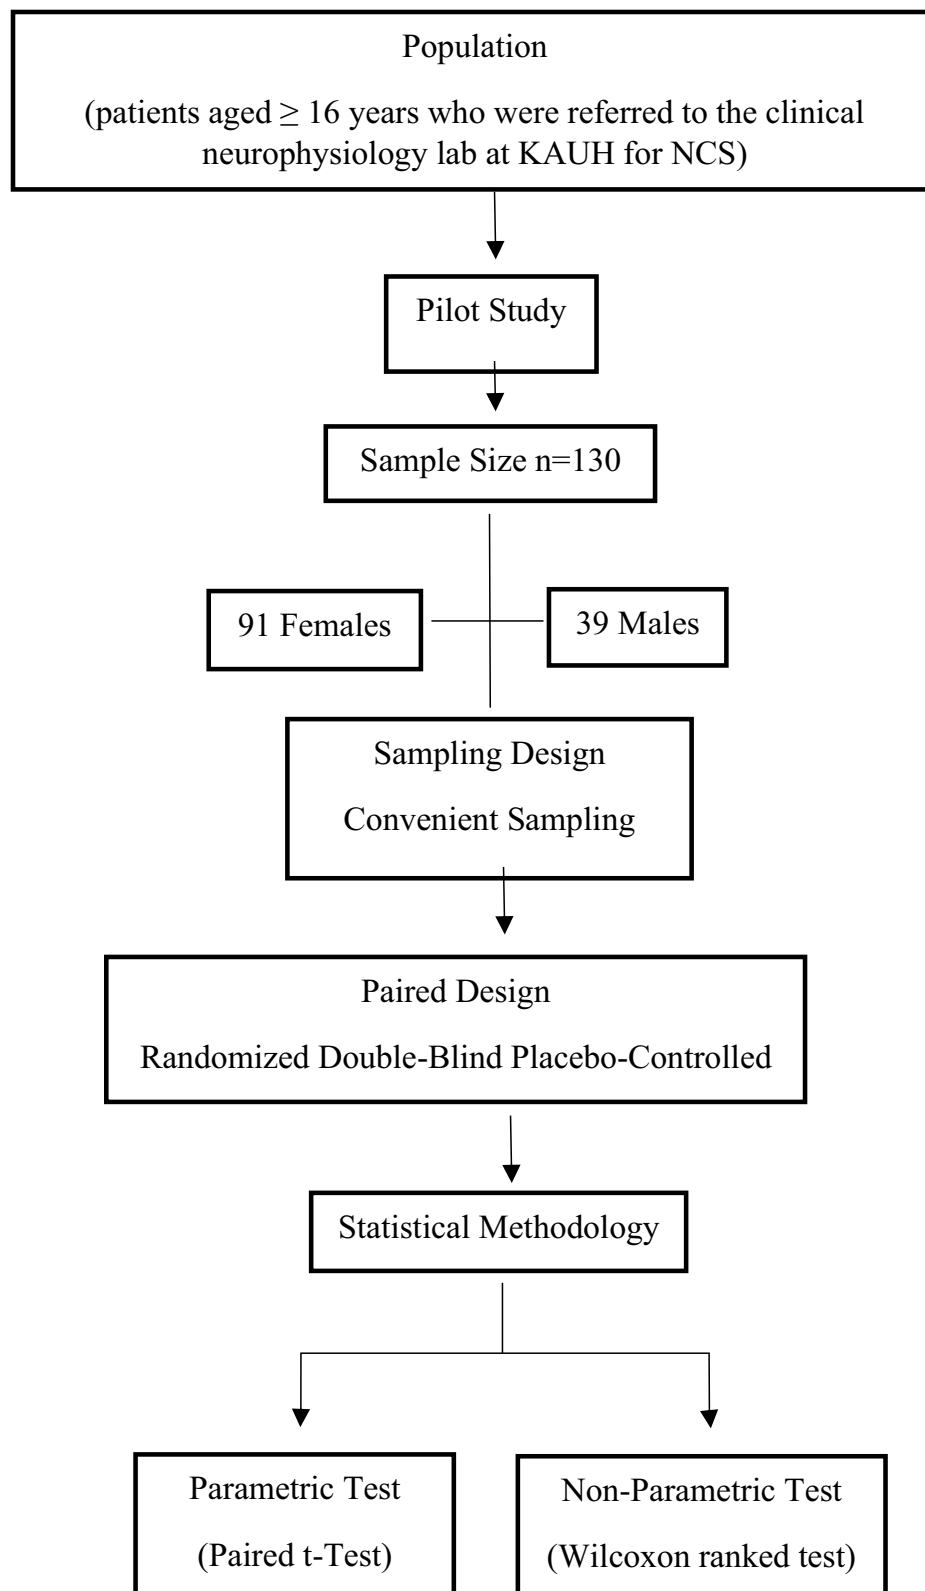 Population
(patients aged ≥ 16 years who were referred to the clinical
neurophysiology lab at KAUH for NCS)
Pilot Study
Sample Size n=130
91 Females
39 Males
Sampling Design
Convenient Sampling
Paired Design
Randomized Double-Blind Placebo-Controlled
Statistical Methodology
Parametric Test
(Paired t-Test)
Non-Parametric Test
(Wilcoxon ranked test)